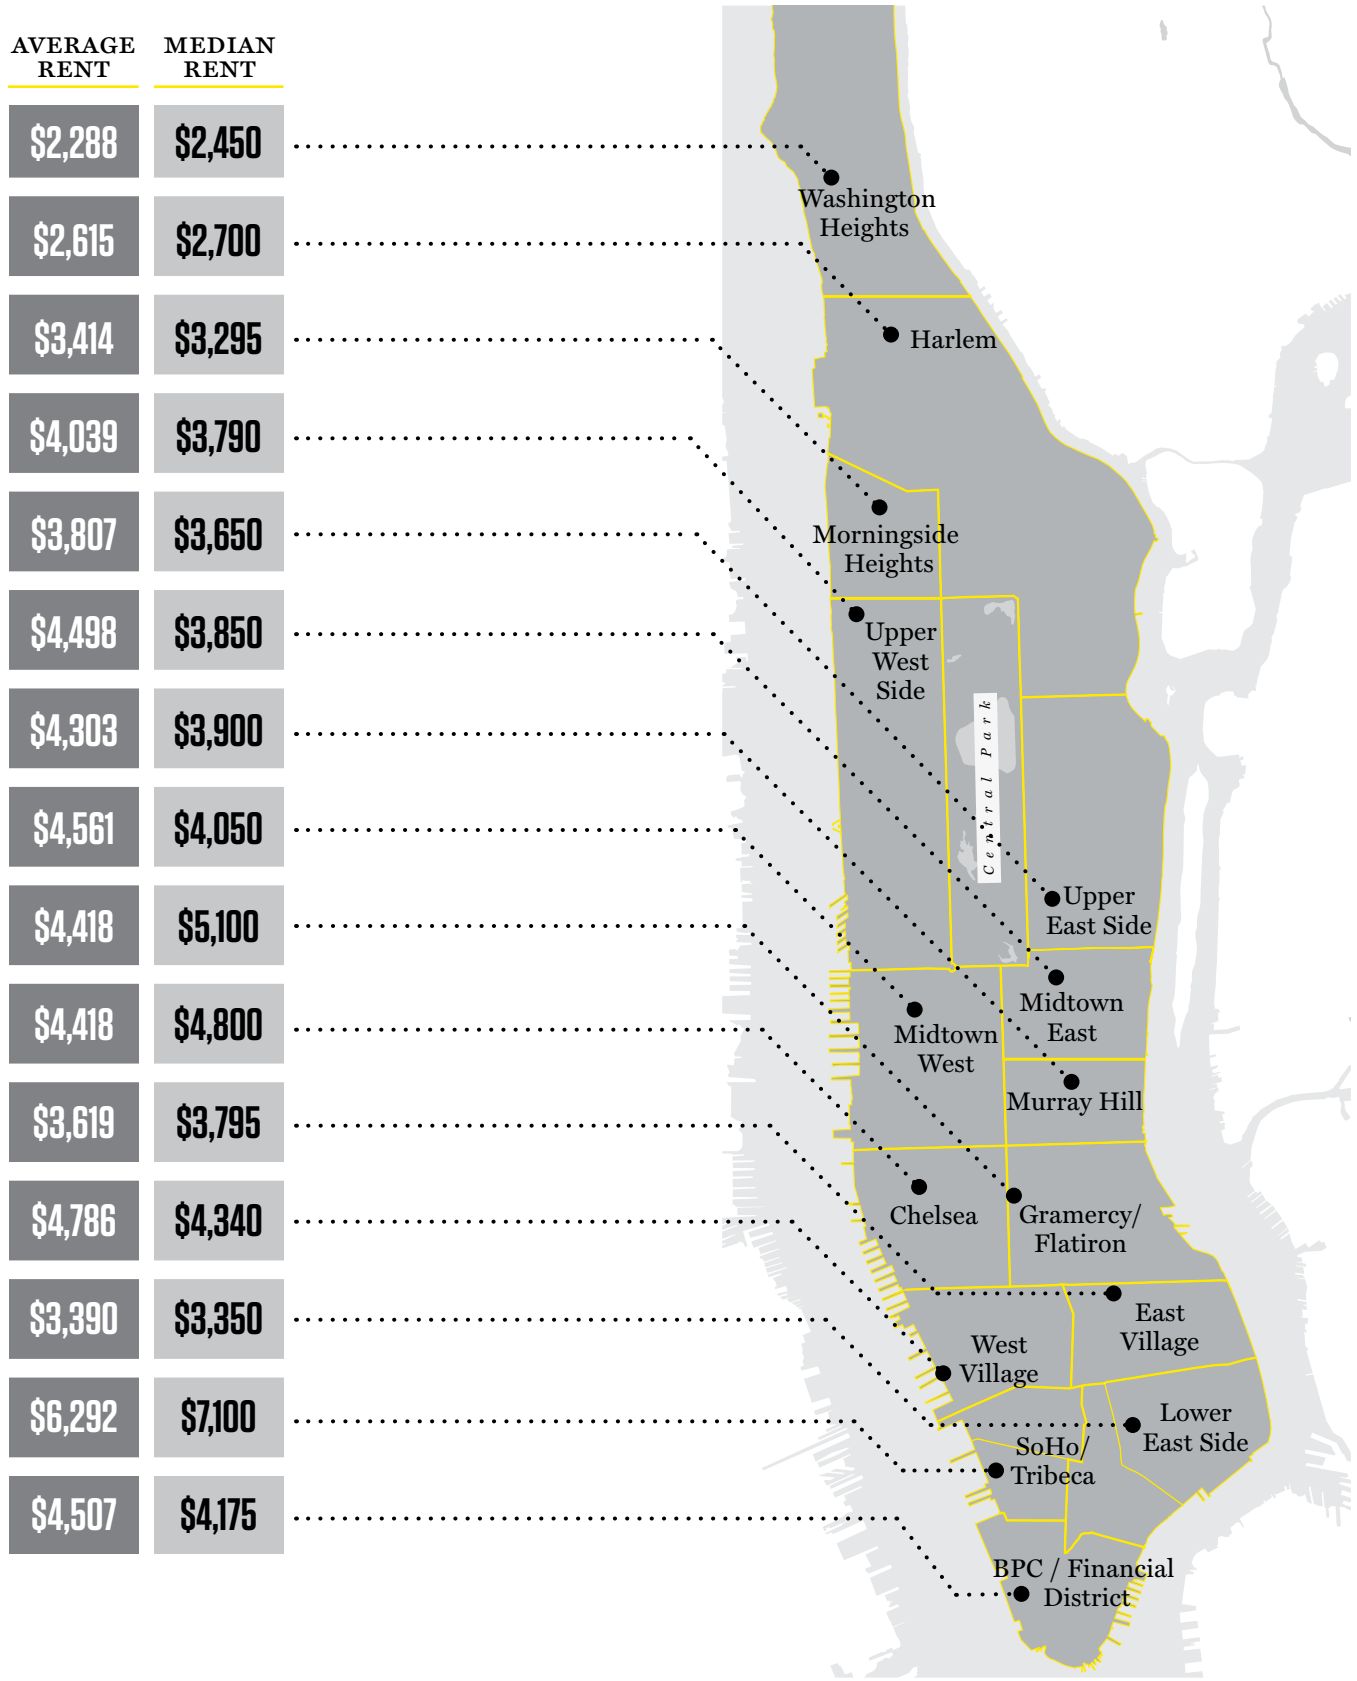 AVERAGE
RENT
MEDIAN
RENT
$2,288
$2,450
$2,615
$2,700
$3,414
$3,295
$4,039
$3,790
$3,807
$3,650
$4,498
$3,850
$4,303
$3,900
$4,561
$4,050
$4,418
$5,100
$4,418
$4,800
$3,619
$3,795
$4,786
$4,340
$3,390
$3,350
$6,292
$7,100
$4,507
$4,175
Washington
Heights
Harlem
Morningside
Heights
Upper
West
Side
Central Park
Upper
East Side
Midtown
East
Midtown
West
Murray Hill
Chelsea
Gramercy/
Flatiron
East
Village
West
Village
Lower
East Side
SoHo/
Tribeca
BPC / Financial
District